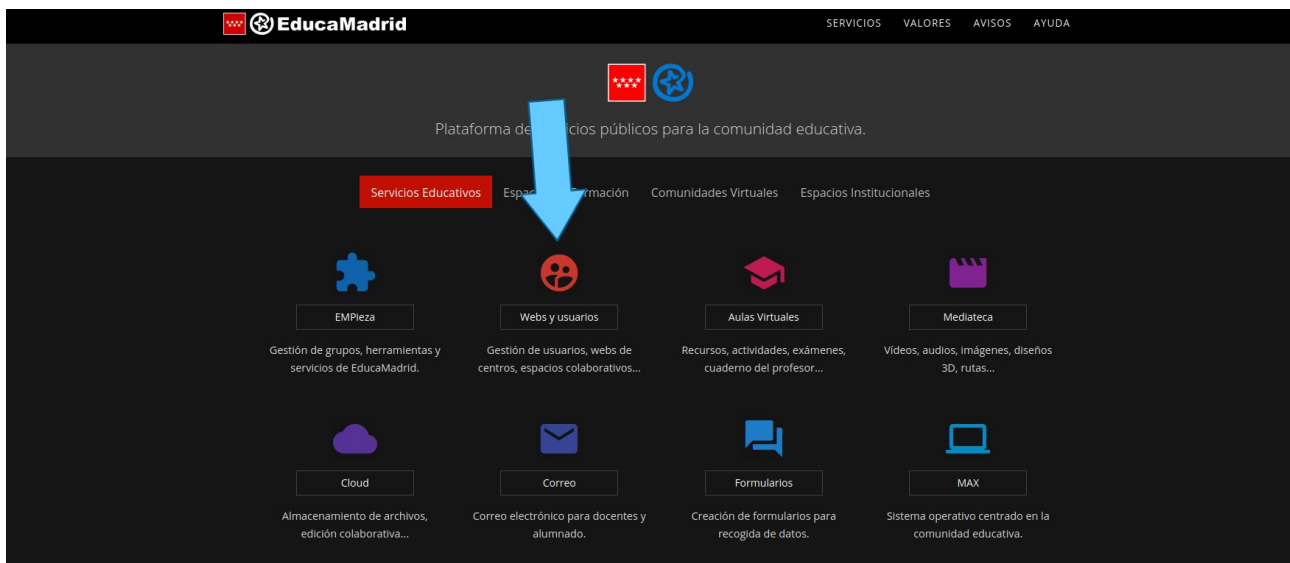 EducaMadrid
SERVICIOS VALORES AVISOS AYUDA
Plataforma de cios públicos para la comunidad educativa.
Servicios Educativos Espa rmación Comunidades Virtuales Espacios Institucionales
EMPieza Webs y usuarios Aulas Virtuales Mediateca
Gestión de grupos, herramientas y
servicios de EducaMadrid.
Gestión de usuarios, webs de
centros, espacios colaborativos...
Recursos, actividades, exámenes,
cuaderno del profesor...
Vídeos, audios, imágenes, diseños
3D, rutas...
Cloud Correo Formularios MAX
Almacenamiento de archivos,
edición colaborativa...
Correo electrónico para docentes y
alumnado.
Creación de formularios para
recogida de datos.
Sistema operativo centrado en la
comunidad educativa.